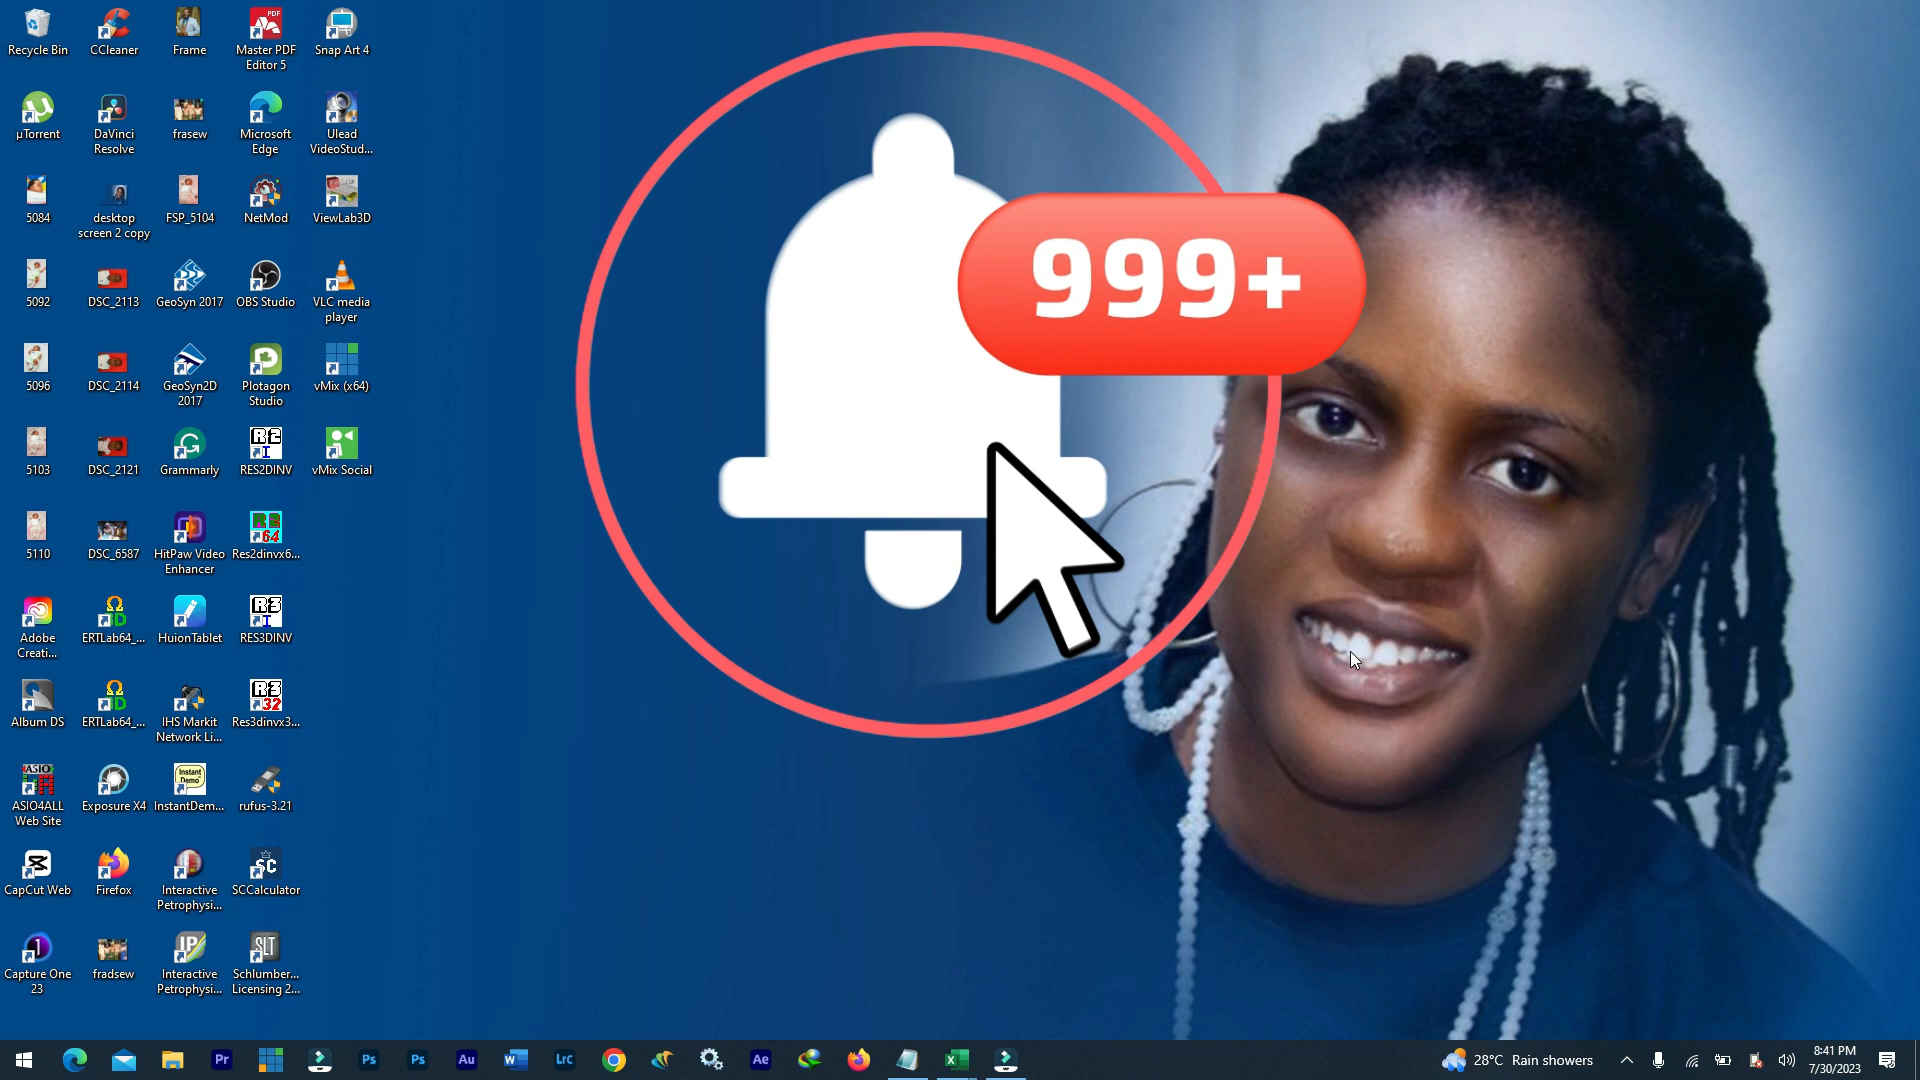 Recycle Bin
CCleaner
Frame
Master PDF
Editor 5
Snap Art 4
µTorrent
DaVinci
Resolve
frasew
Microsoft
Edge
Ulead
VideoStud...
5084
desktop
screen 2 copy
FSP_5104
NetMod
ViewLab3D
5092
DSC_2113
GeoSyn 2017
OBS Studio
VLC media
player
5096
DSC_2114
GeoSyn2D
2017
Plotagon
Studio
vMix (x64)
5103
DSC_2121
Grammarly
RES2DINV
vMix Social
5110
DSC_6587
HitPaw Video
Enhancer
Res2dinvx6...
Adobe
Creati...
ERTLab64_...
HuionTablet
RES3DINV
Album DS
ERTLab64_...
IHS Markit
Network Li...
Res3dinvx3...
ASIO4ALL
Web Site
Exposure X4
InstantDem...
rufus-3.21
CapCut Web
Firefox
Interactive
Petrophysi...
SCCalculator
Capture One
23
fradsew
Interactive
Petrophysi...
Schlumber...
Licensing 2...
999+
28°C Rain showers
8:41 PM
7/30/2023